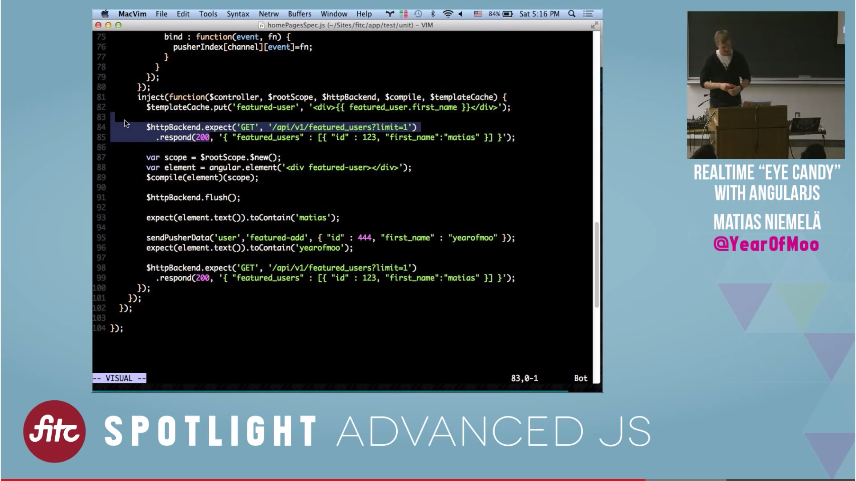 MacVim File Edit Tools Syntax Netrw Buffers Window Help 84% Sat 5:16 PM
homePageSpec.js (~/Sites/fitc/app/test/unit) - VIM
75 bind : function(event, fn) {
76 pusherIndex[channel][event]=fn;
77 }
78 }
79 });
80 });
81 inject(function($controller, $rootScope, $httpBackend, $compile, $templateCache) {
82 $templateCache.put('featured-user', '<div>{{ featured_user.first_name }}</div>');
83
84 $httpBackend.expect('GET', '/api/v1/featured_users?limit=1')
85 .respond(200, '{ "featured_users" : [{ "id" : 123, "first_name":"matias" }] }');
86
87 var scope = $rootScope.$new();
88 var element = angular.element('<div featured-user></div>');
89 $compile(element)(scope);
90
91 $httpBackend.flush();
92
93 expect(element.text()).toContain('matias');
94
95 sendPusherData('user','featured-add', { "id" : 444, "first_name" : "yearofmoo" });
96 expect(element.text()).toContain('yearofmoo');
97
98 $httpBackend.expect('GET', '/api/v1/featured_users?limit=1')
99 .respond(200, '{ "featured_users" : [{ "id" : 123, "first_name":"matias" }] }');
100 });
101 });
102 });
103
104 });
-- VISUAL -- 83,0-1 Bot
REALTIME “EYE CANDY”
WITH ANGULARJS
MATIAS NIEMELÄ
@YearOfMoo
fitc SPOTLIGHT ADVANCED JS